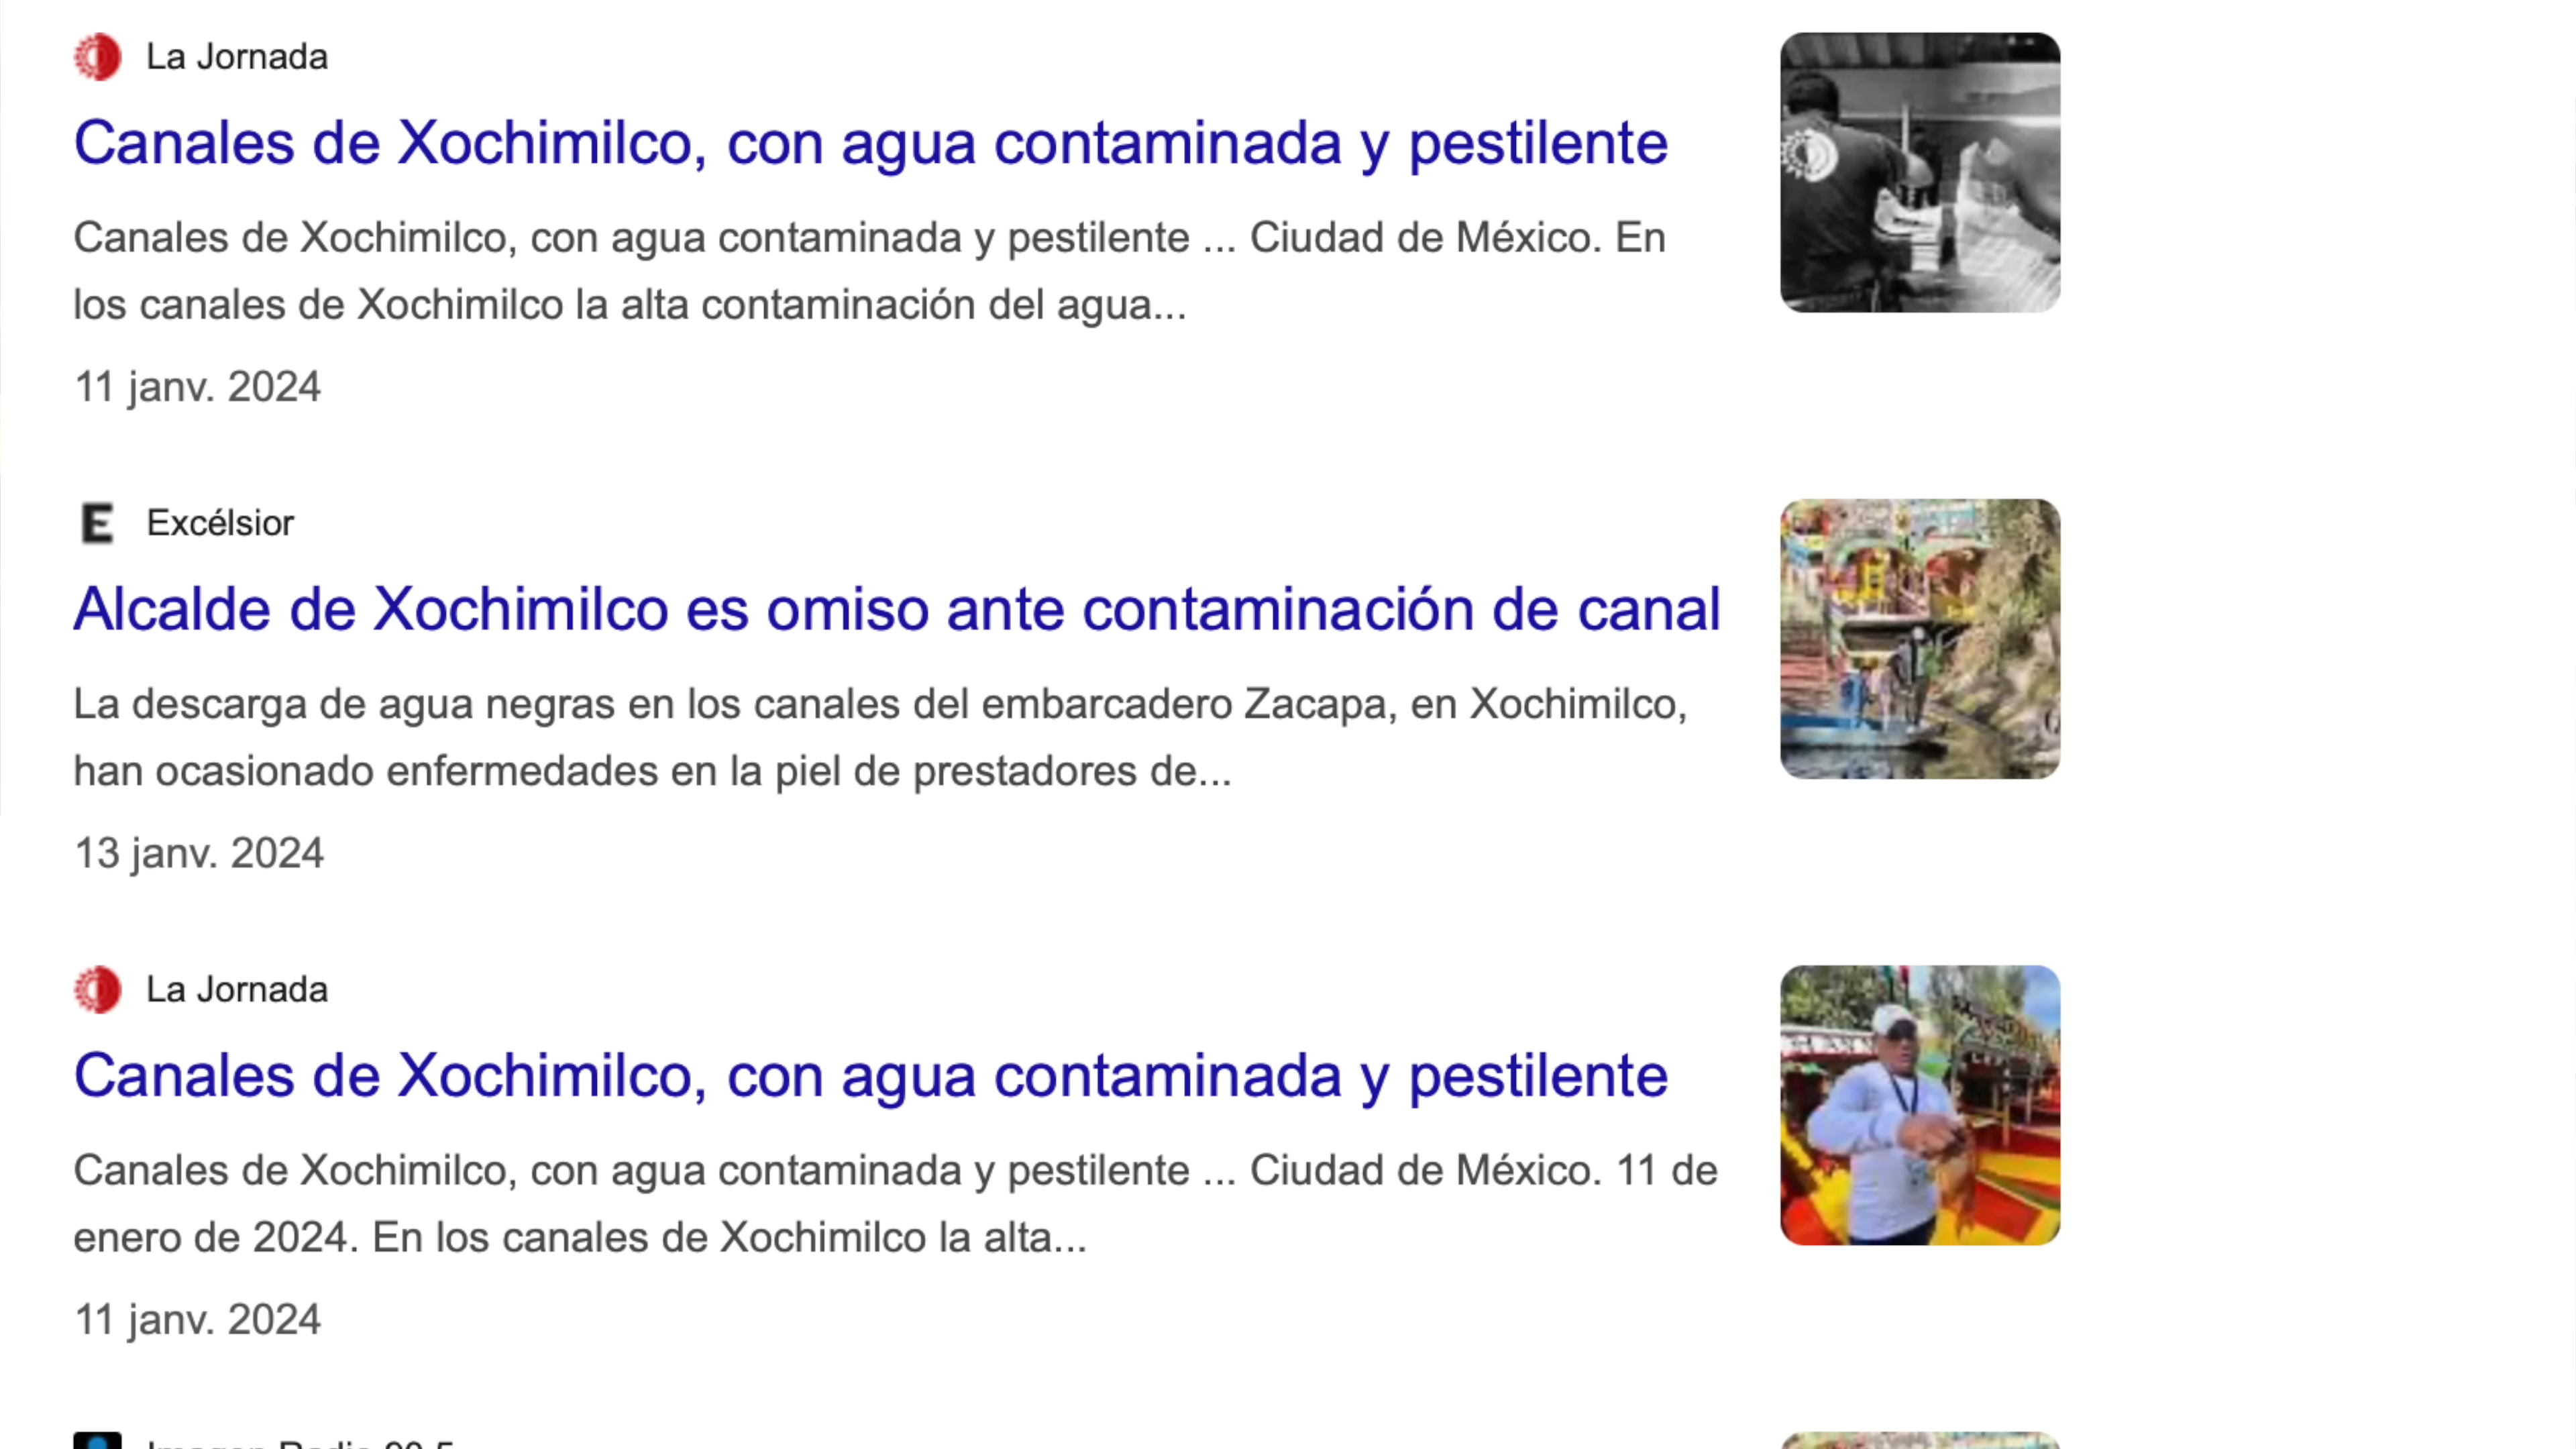 La Jornada
Canales de Xochimilco, con agua contaminada y pestilente
Canales de Xochimilco, con agua contaminada y pestilente ... Ciudad de México. En
los canales de Xochimilco la alta contaminación del agua...
11 janv. 2024
E Excélsior
Alcalde de Xochimilco es omiso ante contaminación de canal
La descarga de agua negras en los canales del embarcadero Zacapa, en Xochimilco,
han ocasionado enfermedades en la piel de prestadores de...
13 janv. 2024
La Jornada
Canales de Xochimilco, con agua contaminada y pestilente
Canales de Xochimilco, con agua contaminada y pestilente ... Ciudad de México. 11 de
enero de 2024. En los canales de Xochimilco la alta...
11 janv. 2024
Imagen Radio 90.5